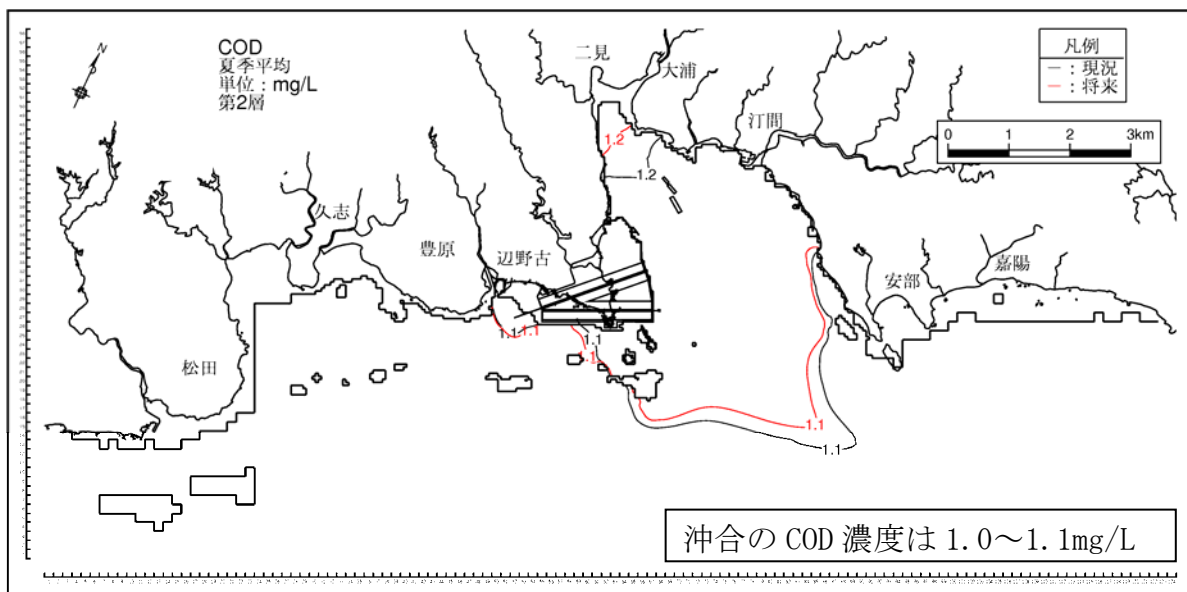 COD
夏季平均
単位：mg/L
第2層
N
凡例
－：現況
－：将来
0 1 2 3km
二見
大浦
汀間
1.2
1.2
久志
豊原
辺野古
安部
嘉陽
松田
1.1
1.1
1.1
1.1
1.1
1.1
沖合の COD 濃度は 1.0～1.1mg/L